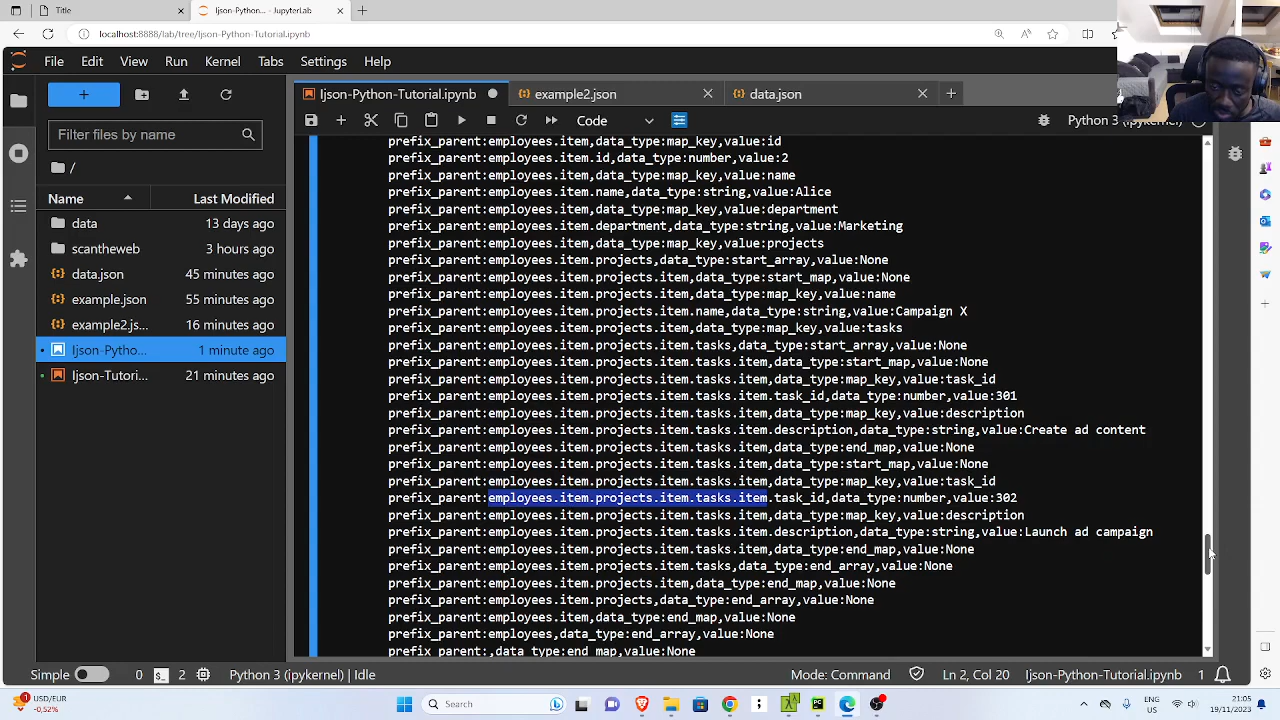 Title
Ijson-Python-... - JupyterLab
localhost:8888/lab/tree/Ijson-Python-Tutorial.ipynb
File Edit View Run Kernel Tabs Settings Help
Ijson-Python-Tutorial.ipynb
example2.json
data.json
Code
Python 3 (ipykernel)
Filter files by name
/
Name Last Modified
data 13 days ago
scantheweb 3 hours ago
data.json 45 minutes ago
example.json 55 minutes ago
example2.js... 16 minutes ago
Ijson-Pytho... 1 minute ago
Ijson-Tutori... 21 minutes ago
prefix_parent:employees.item,data_type:map_key,value:id
prefix_parent:employees.item.id,data_type:number,value:2
prefix_parent:employees.item,data_type:map_key,value:name
prefix_parent:employees.item.name,data_type:string,value:Alice
prefix_parent:employees.item,data_type:map_key,value:department
prefix_parent:employees.item.department,data_type:string,value:Marketing
prefix_parent:employees.item,data_type:map_key,value:projects
prefix_parent:employees.item.projects,data_type:start_array,value:None
prefix_parent:employees.item.projects.item,data_type:start_map,value:None
prefix_parent:employees.item.projects.item,data_type:map_key,value:name
prefix_parent:employees.item.projects.item.name,data_type:string,value:Campaign X
prefix_parent:employees.item.projects.item,data_type:map_key,value:tasks
prefix_parent:employees.item.projects.item.tasks,data_type:start_array,value:None
prefix_parent:employees.item.projects.item.tasks.item,data_type:start_map,value:None
prefix_parent:employees.item.projects.item.tasks.item,data_type:map_key,value:task_id
prefix_parent:employees.item.projects.item.tasks.item.task_id,data_type:number,value:301
prefix_parent:employees.item.projects.item.tasks.item,data_type:map_key,value:description
prefix_parent:employees.item.projects.item.tasks.item.description,data_type:string,value:Create ad content
prefix_parent:employees.item.projects.item.tasks.item,data_type:end_map,value:None
prefix_parent:employees.item.projects.item.tasks.item,data_type:start_map,value:None
prefix_parent:employees.item.projects.item.tasks.item,data_type:map_key,value:task_id
prefix_parent:employees.item.projects.item.tasks.item.task_id,data_type:number,value:302
prefix_parent:employees.item.projects.item.tasks.item,data_type:map_key,value:description
prefix_parent:employees.item.projects.item.tasks.item.description,data_type:string,value:Launch ad campaign
prefix_parent:employees.item.projects.item.tasks.item,data_type:end_map,value:None
prefix_parent:employees.item.projects.item.tasks,data_type:end_array,value:None
prefix_parent:employees.item.projects.item,data_type:end_map,value:None
prefix_parent:employees.item.projects,data_type:end_array,value:None
prefix_parent:employees.item,data_type:end_map,value:None
prefix_parent:employees,data_type:end_array,value:None
prefix_parent:,data_type:end_map,value:None
Simple 0 2 Python 3 (ipykernel) | Idle Mode: Command Ln 2, Col 20 Ijson-Python-Tutorial.ipynb 1
1 USD/EUR
-0,52%
Search
ENG
US
21:05
19/11/2023